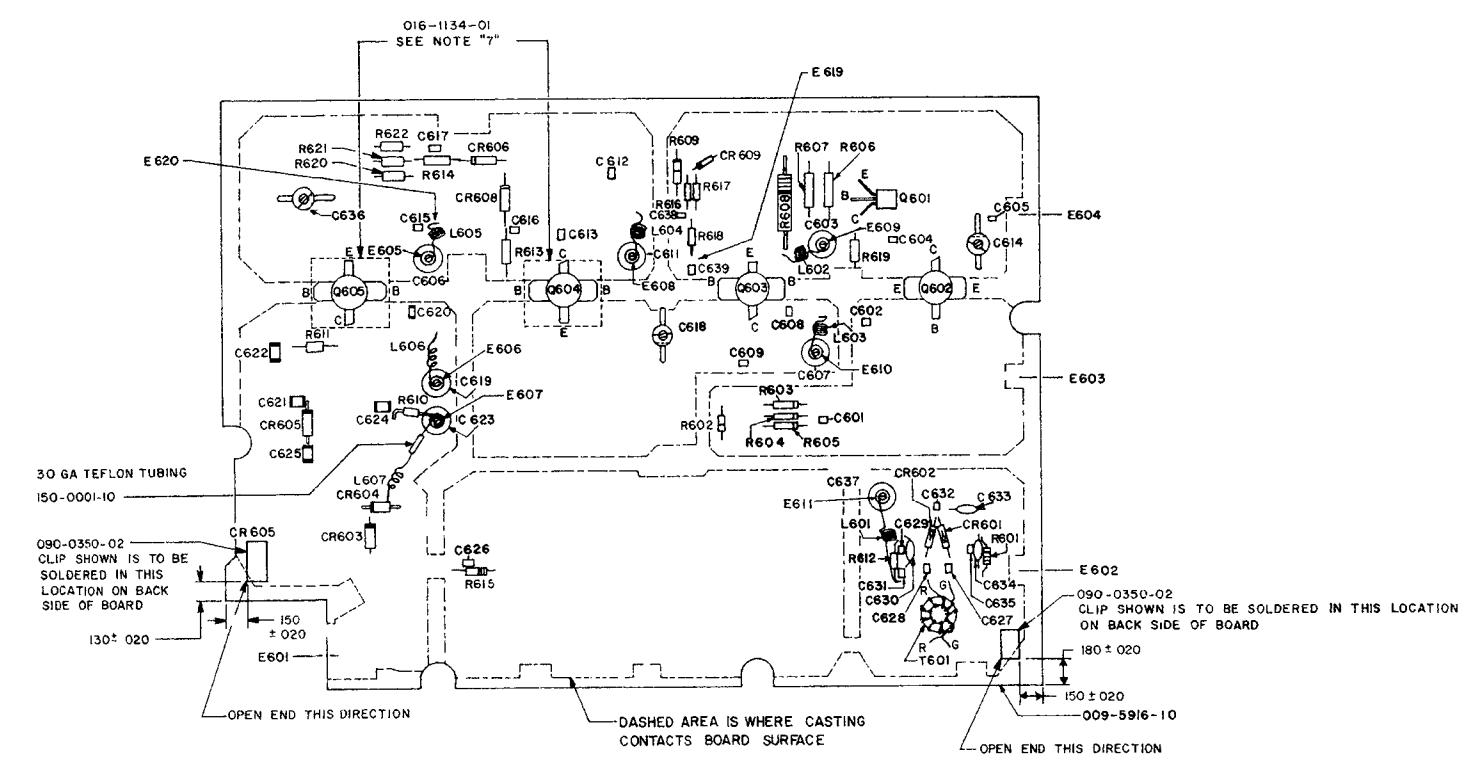 016-1134-01
SEE NOTE "7"
E 619
R622
C617
CR606
R621
R620
R614
E 620
C 612
R609
CR 609
R607
R606
R617
R616
C638
R608
E
B
C
Q601
C605
E604
CR608
C636
C615
C616
L605
R613
C613
L604
R618
C603
E609
C604
C614
E605
C611
C639
L602
R619
C606
E608
E
B
Q605
B
C
C
B
Q604
B
E
E
B
Q603
B
C
C
E
Q602
E
B
C620
C618
C608
C602
L603
R611
C622
L606
E606
C609
C607
E610
E603
C619
R610
E607
C621
CR605
C624
C 623
R603
R602
C601
R604
R605
C625
30 GA TEFLON TUBING
150-0001-10
L607
CR604
CR602
C637
C632
C 633
E611
CR603
CR605
L601
C629
CR601
R601
090-0350-02
CLIP SHOWN IS TO BE
SOLDERED IN THIS
LOCATION ON BACK
SIDE OF BOARD
C626
R615
R612
C631
C630
C628
R
G
C634
C635
C627
E602
090-0350-02
CLIP SHOWN IS TO BE SOLDERED IN THIS LOCATION
ON BACK SIDE OF BOARD
130± 020
150
± 020
R
G
T601
180 ± 020
E601
150 ± 020
009-5916-10
OPEN END THIS DIRECTION
DASHED AREA IS WHERE CASTING
CONTACTS BOARD SURFACE
OPEN END THIS DIRECTION